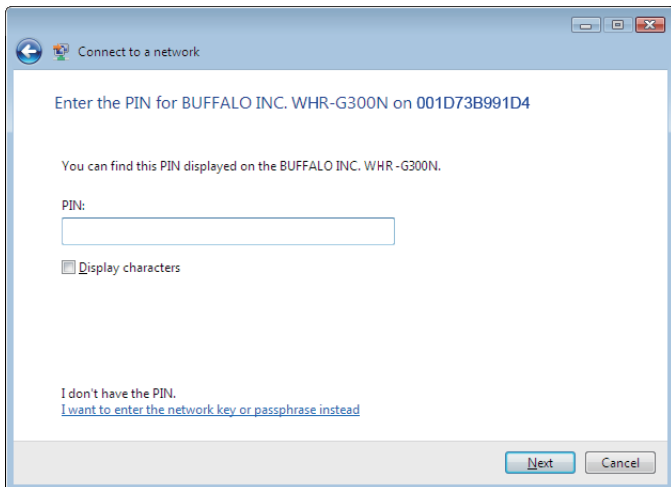 Connect to a network
Enter the PIN for BUFFALO INC. WHR-G300N on 001D73B991D4
You can find this PIN displayed on the BUFFALO INC. WHR-G300N.
PIN:
Display characters
I don't have the PIN.
I want to enter the network key or passphrase instead
Next Cancel